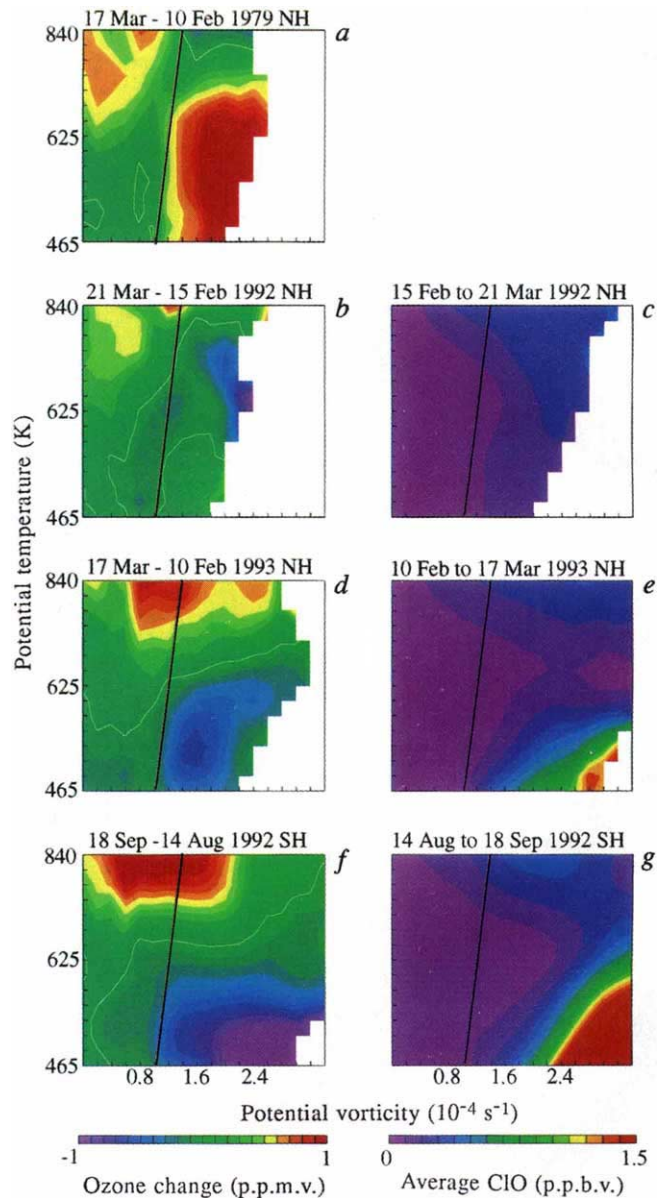 17 Mar - 10 Feb 1979 NH
a
840
625
465
21 Mar - 15 Feb 1992 NH
b
15 Feb to 21 Mar 1992 NH
c
840
625
465
17 Mar - 10 Feb 1993 NH
d
10 Feb to 17 Mar 1993 NH
e
840
625
465
18 Sep -14 Aug 1992 SH
f
14 Aug to 18 Sep 1992 SH
g
840
625
465
0.8 1.6 2.4
0.8 1.6 2.4
Potential temperature (K)
Potential vorticity (10⁻⁴ s⁻¹)
-1 1
Ozone change (p.p.m.v.)
0 1.5
Average ClO (p.p.b.v.)